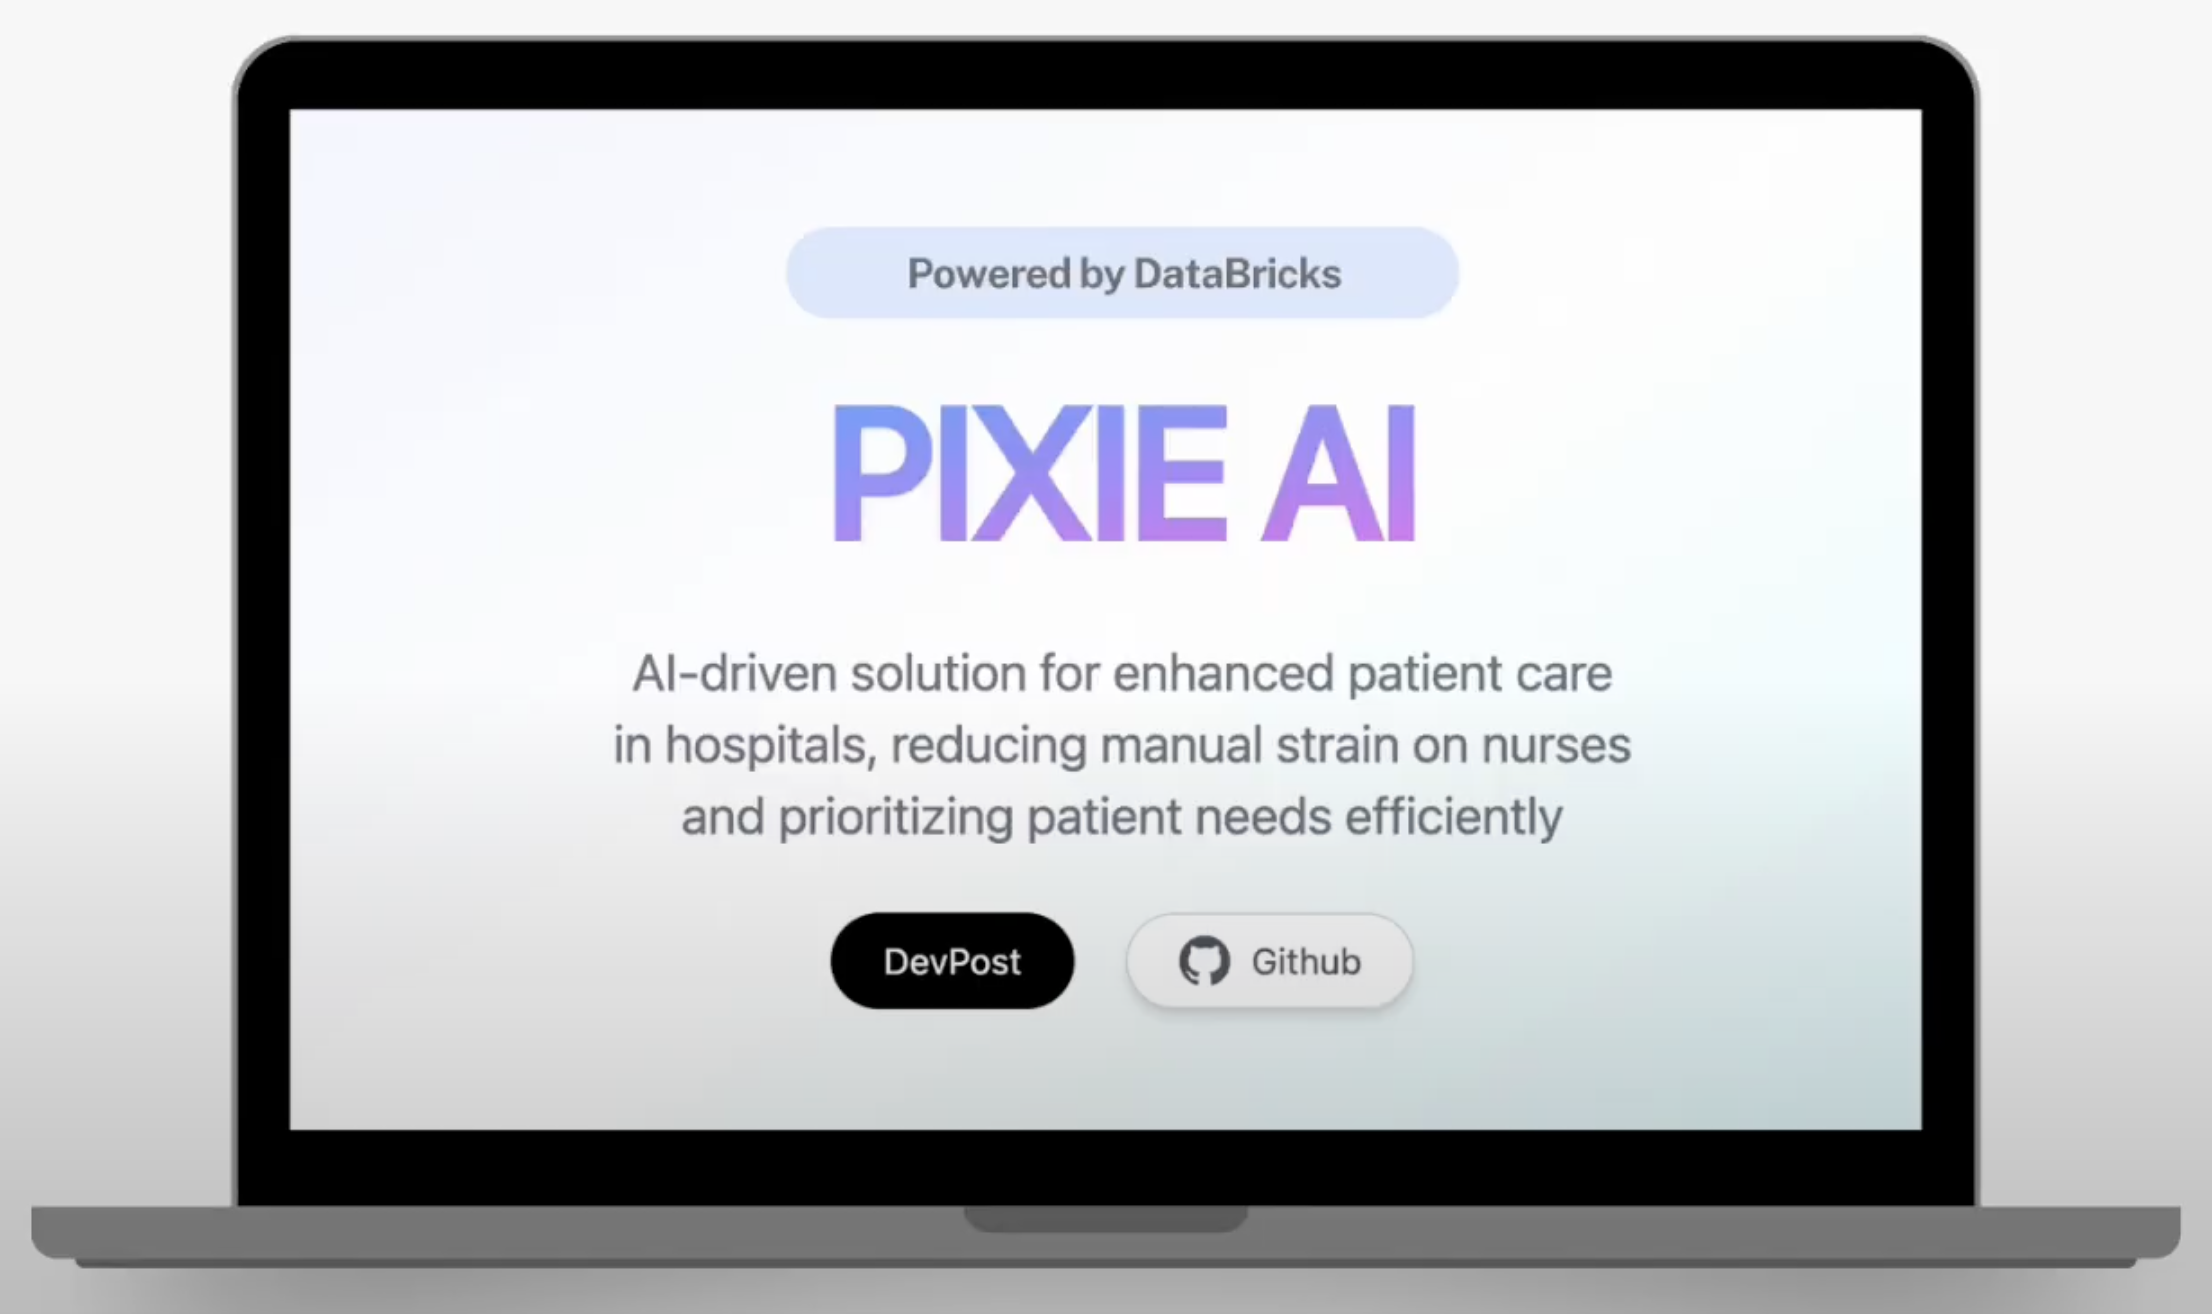 Powered by DataBricks
PIXIE AI
AI-driven solution for enhanced patient care
in hospitals, reducing manual strain on nurses
and prioritizing patient needs efficiently
DevPost
Github